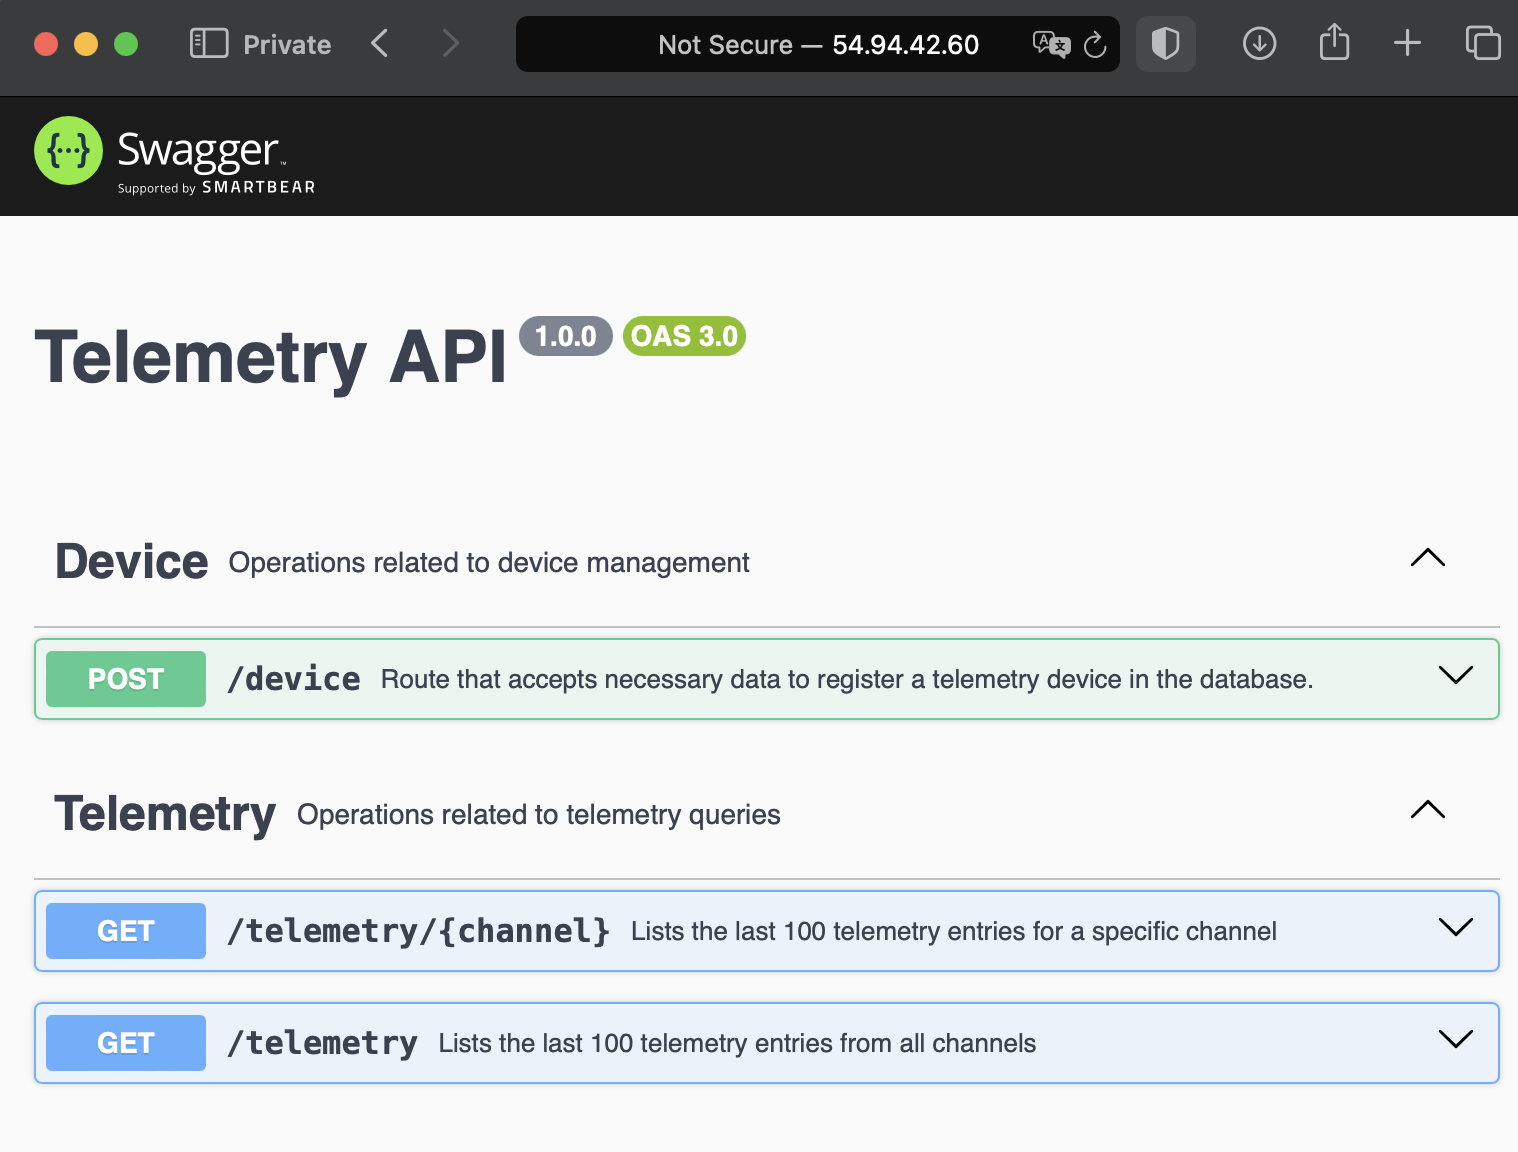 Private
Not Secure — 54.94.42.60
{···} Swagger™
Supported by SMARTBEAR
Telemetry API 1.0.0 OAS 3.0
Device Operations related to device management
POST /device Route that accepts necessary data to register a telemetry device in the database.
Telemetry Operations related to telemetry queries
GET /telemetry/{channel} Lists the last 100 telemetry entries for a specific channel
GET /telemetry Lists the last 100 telemetry entries from all channels